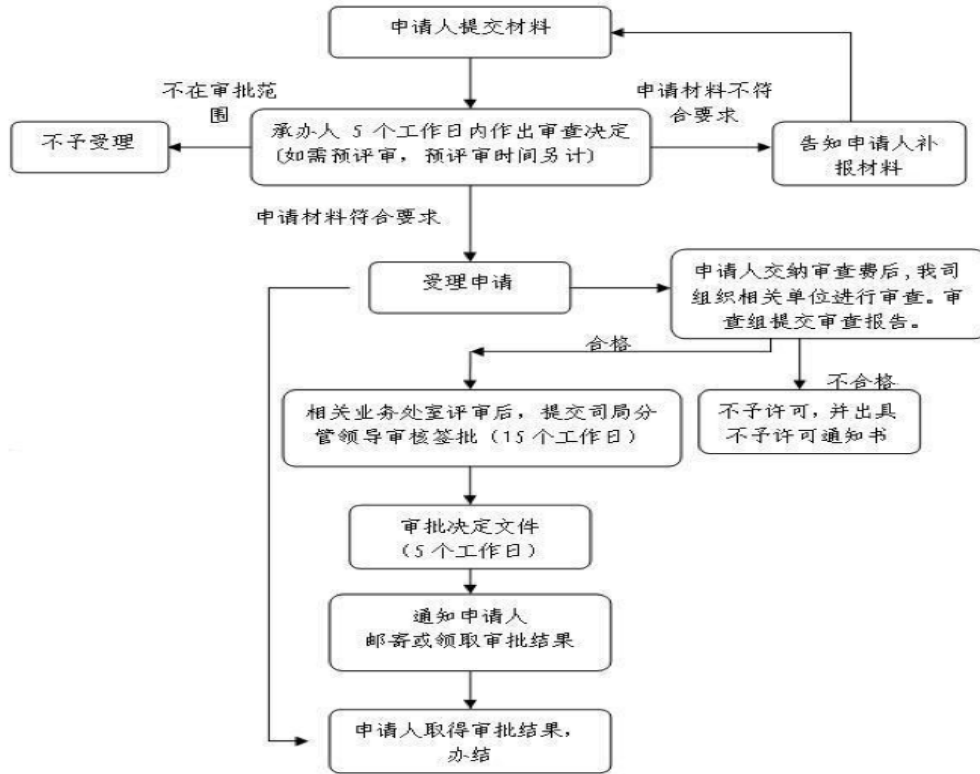 申请人提交材料
不在审批范
围
申请材料不符
合要求
不予受理
承办人 5 个工作日内作出审查决定
(如需预评审，预评审时间另计)
告知申请人补
报材料
申请材料符合要求
受理申请
申请人交纳审查费后,我司
组织相关单位进行审查。审
查组提交审查报告。
合格
不合格
相关业务处室评审后，提交司局分
管领导审核签批（15 个工作日）
不予许可,并出具
不予许可通知书
审批决定文件
（5 个工作日）
通知申请人
邮寄或领取审批结果
申请人取得审批结果,
办结